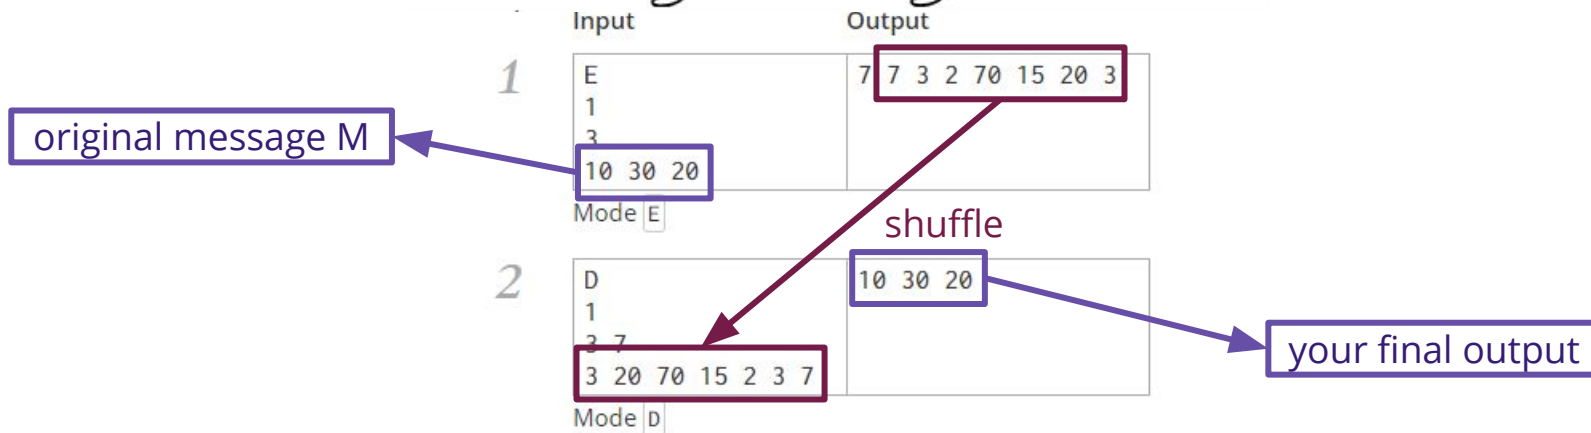 Input Output
1
E
1
3
10 30 20
7 7 3 2 70 15 20 3
original message M
Mode E
shuffle
2
D
1
3 7
3 20 70 15 2 3 7
10 30 20
your final output
Mode D